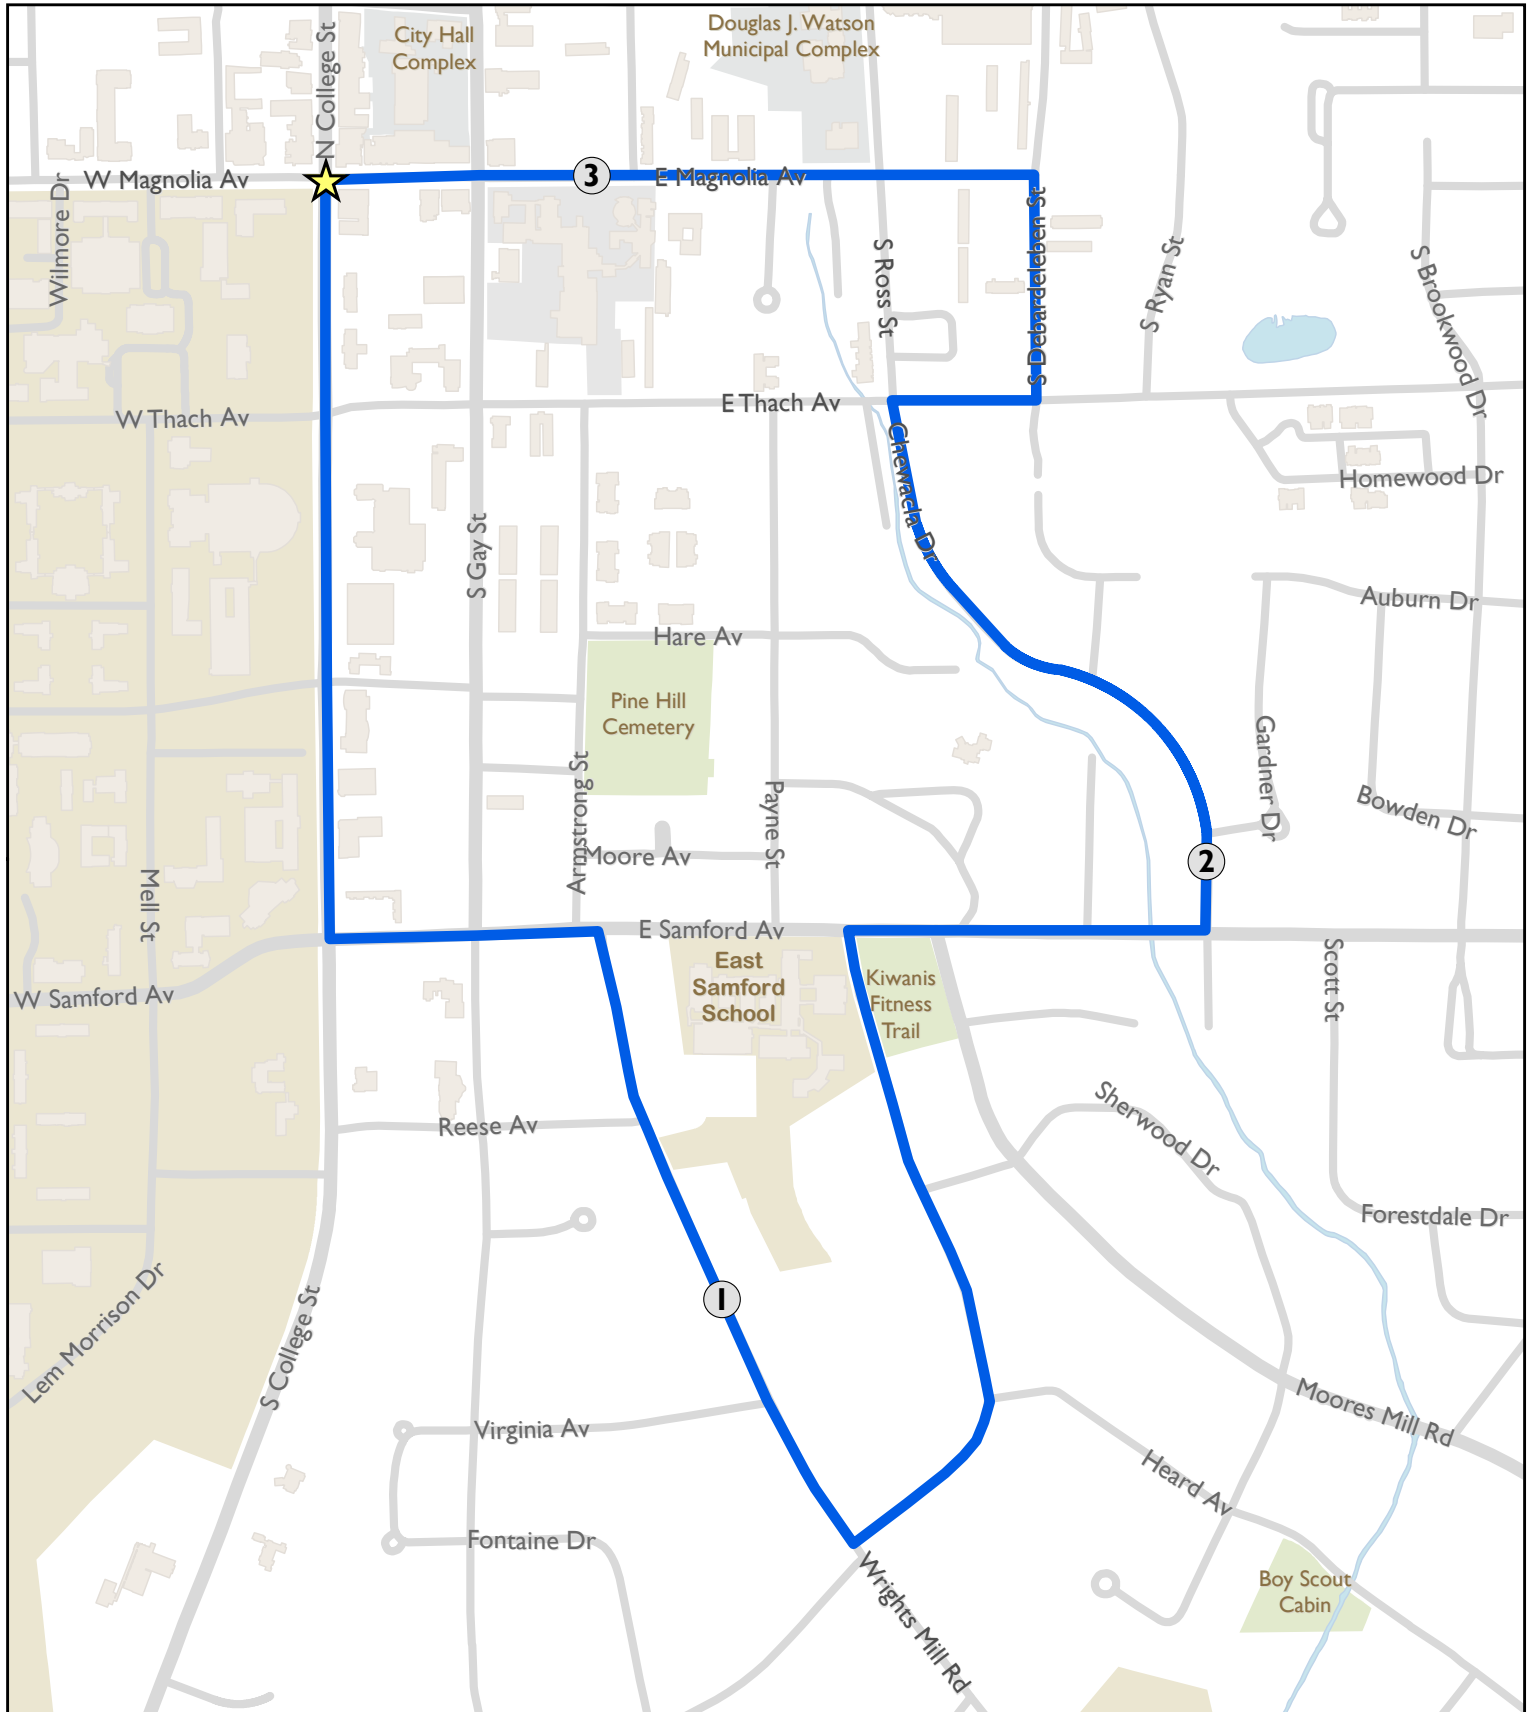 N College St
City Hall
Complex
Douglas J. Watson
Municipal Complex
W Magnolia Av
3
E Magnolia Av
Wilmore Dr
S Ross St
S Debardeleben St
S Ryan St
S Brookwood Dr
W Thach Av
E Thach Av
Chewacla Dr
Homewood Dr
S Gay St
Auburn Dr
Hare Av
Pine Hill
Cemetery
Gardner Dr
Armstrong St
Payne St
Bowden Dr
Moore Av
2
Mell St
E Samford Av
East
Samford
School
Kiwanis
Fitness
Trail
Scott St
W Samford Av
Reese Av
Sherwood Dr
Forestdale Dr
Lem Morrison Dr
S College St
1
Moores Mill Rd
Virginia Av
Heard Av
Fontaine Dr
Wrights Mill Rd
Boy Scout
Cabin